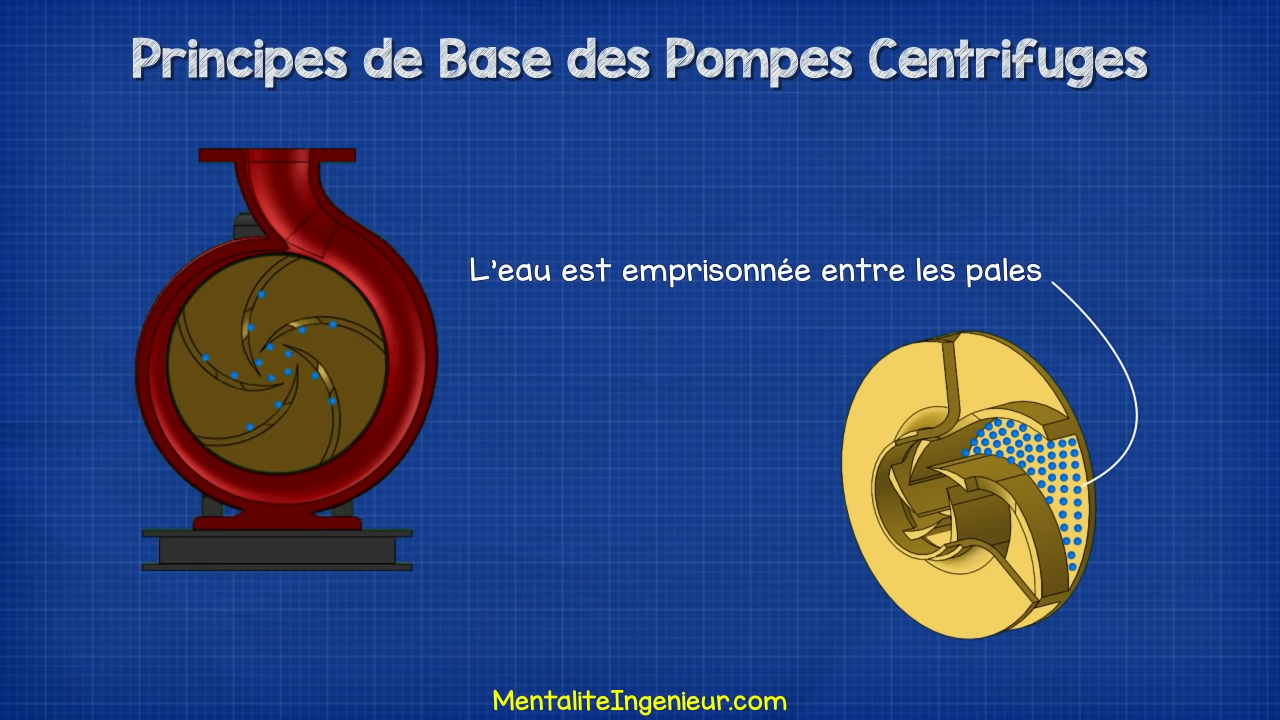 Principes de Base des Pompes Centrifuges
L'eau est emprisonnée entre les pales
MentaliteIngenieur.com